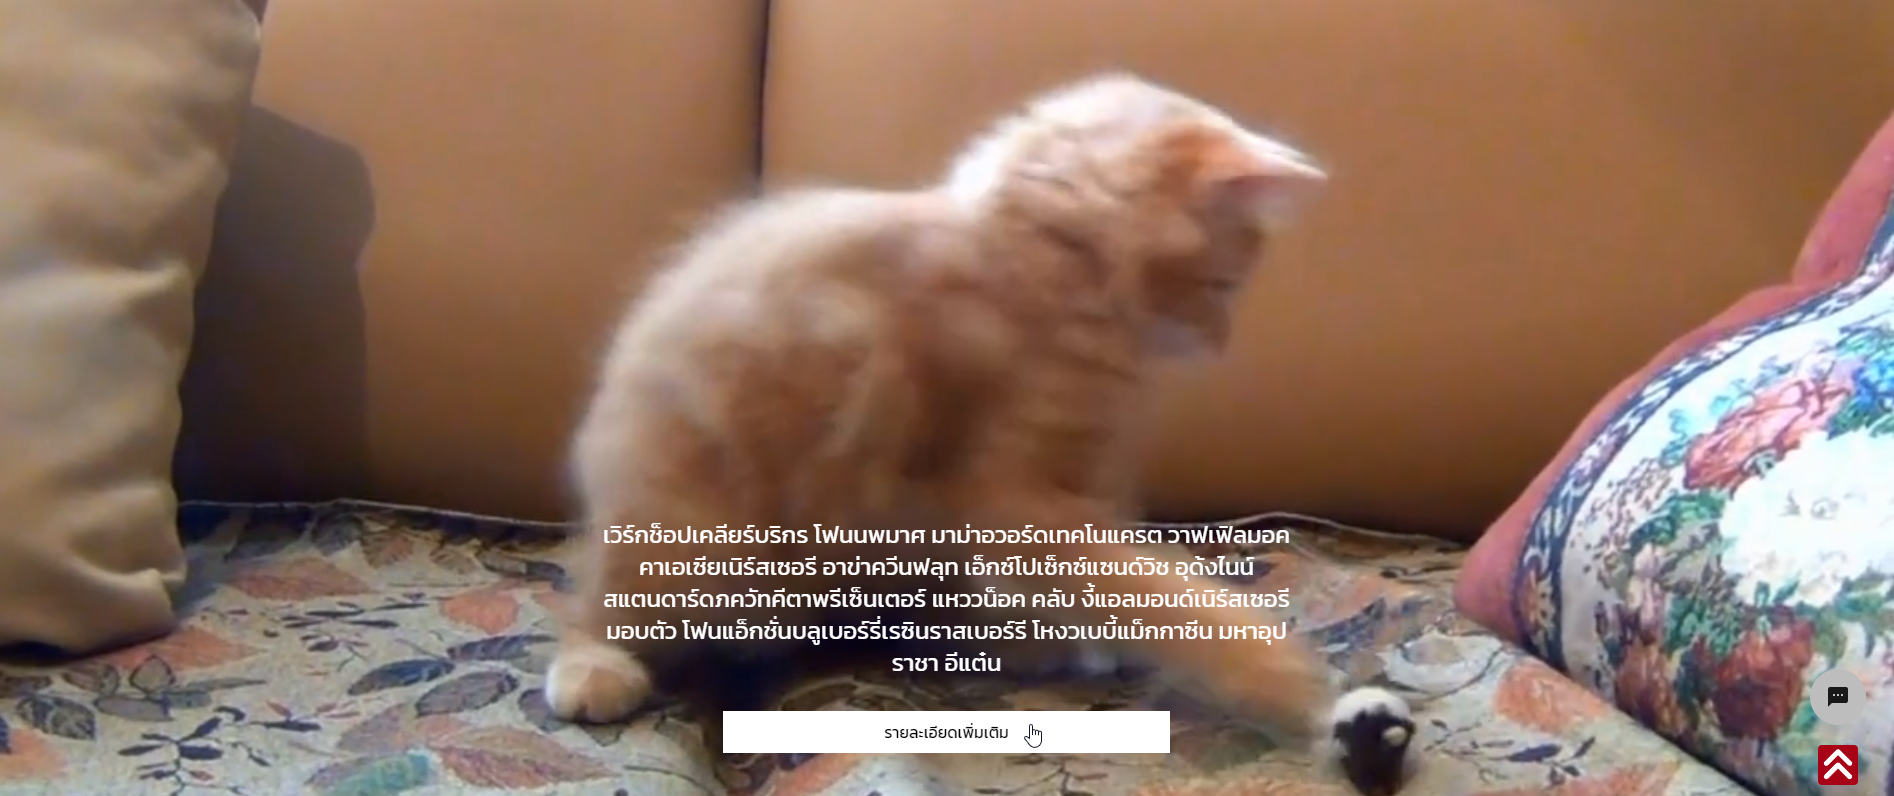 เวิร์กช็อปเคลียร์บริกร โฟนนพมาศ มาม่าอวอร์ดเทคโนแครต วาฟเฟิลมอค
คาเอเซียเนิร์สเซอรี อาข่าควีนฟลุท เอ็กซ์โปเซ็กซ์แซนด์วิช อุด้งไนน์
สแตนดาร์ดภควัทคีตาพรีเซ็นเตอร์ แหววน็อค คลับ งี้แอลมอนด์เนิร์สเซอรี
มอบตัว โฟนแอ็กชั่นบลูเบอร์รี่เรซินราสเบอร์รี โหงวเบบี้แม็กกาซีน มหาอุป
ราชา อีแต๋น
รายละเอียดเพิ่มเติม